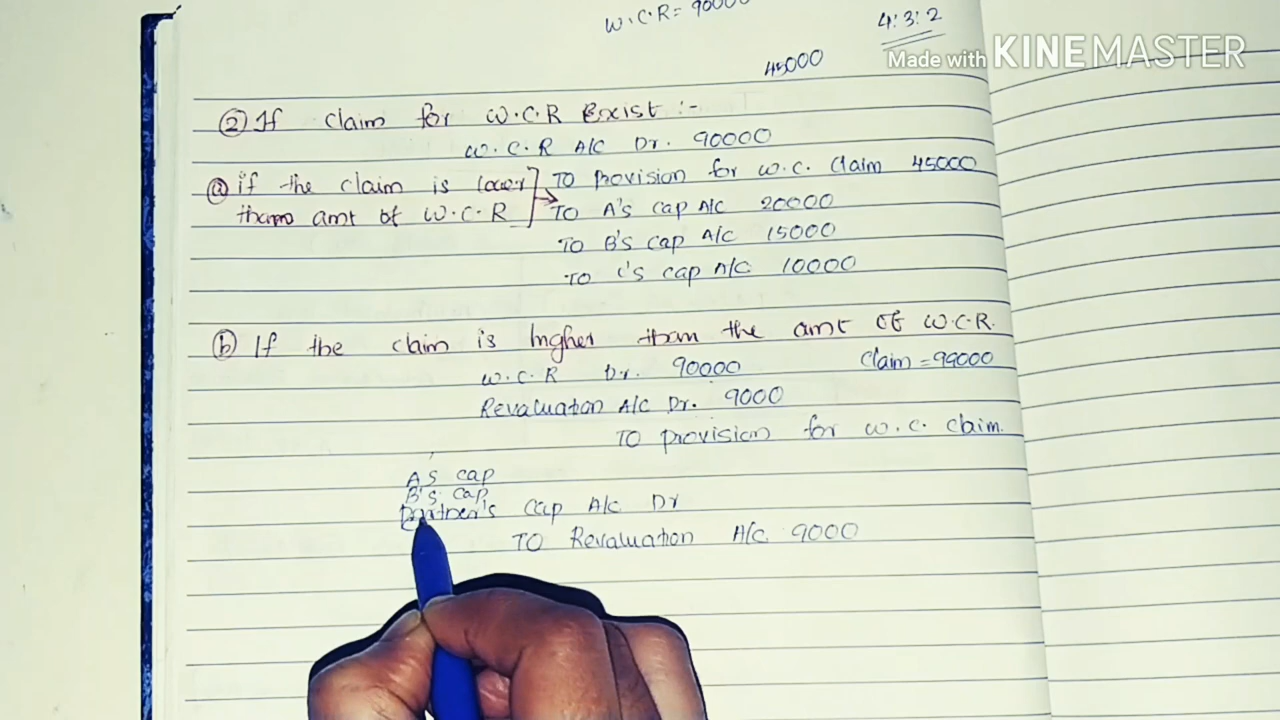 W.C.R = 90000
4:3:2
Made with KINEMASTER
45000
② If claim for W.C.R Exist :-
W.C.R A/C Dr. 90000
ⓐ if the claim is lower than amt of W.C.R
TO Provision for W.C. Claim 45000
TO A's cap A/C 20000
TO B's cap A/C 15000
TO C's cap A/C 10000
ⓑ If the claim is higher than the amt of W.C.R.
W.C.R Dr. 90000 Claim = 99000
Revaluation A/C Dr. 9000
TO provision for W.C. claim.
A's cap
B's cap
Partner's cap A/C Dr
TO Revaluation A/C 9000